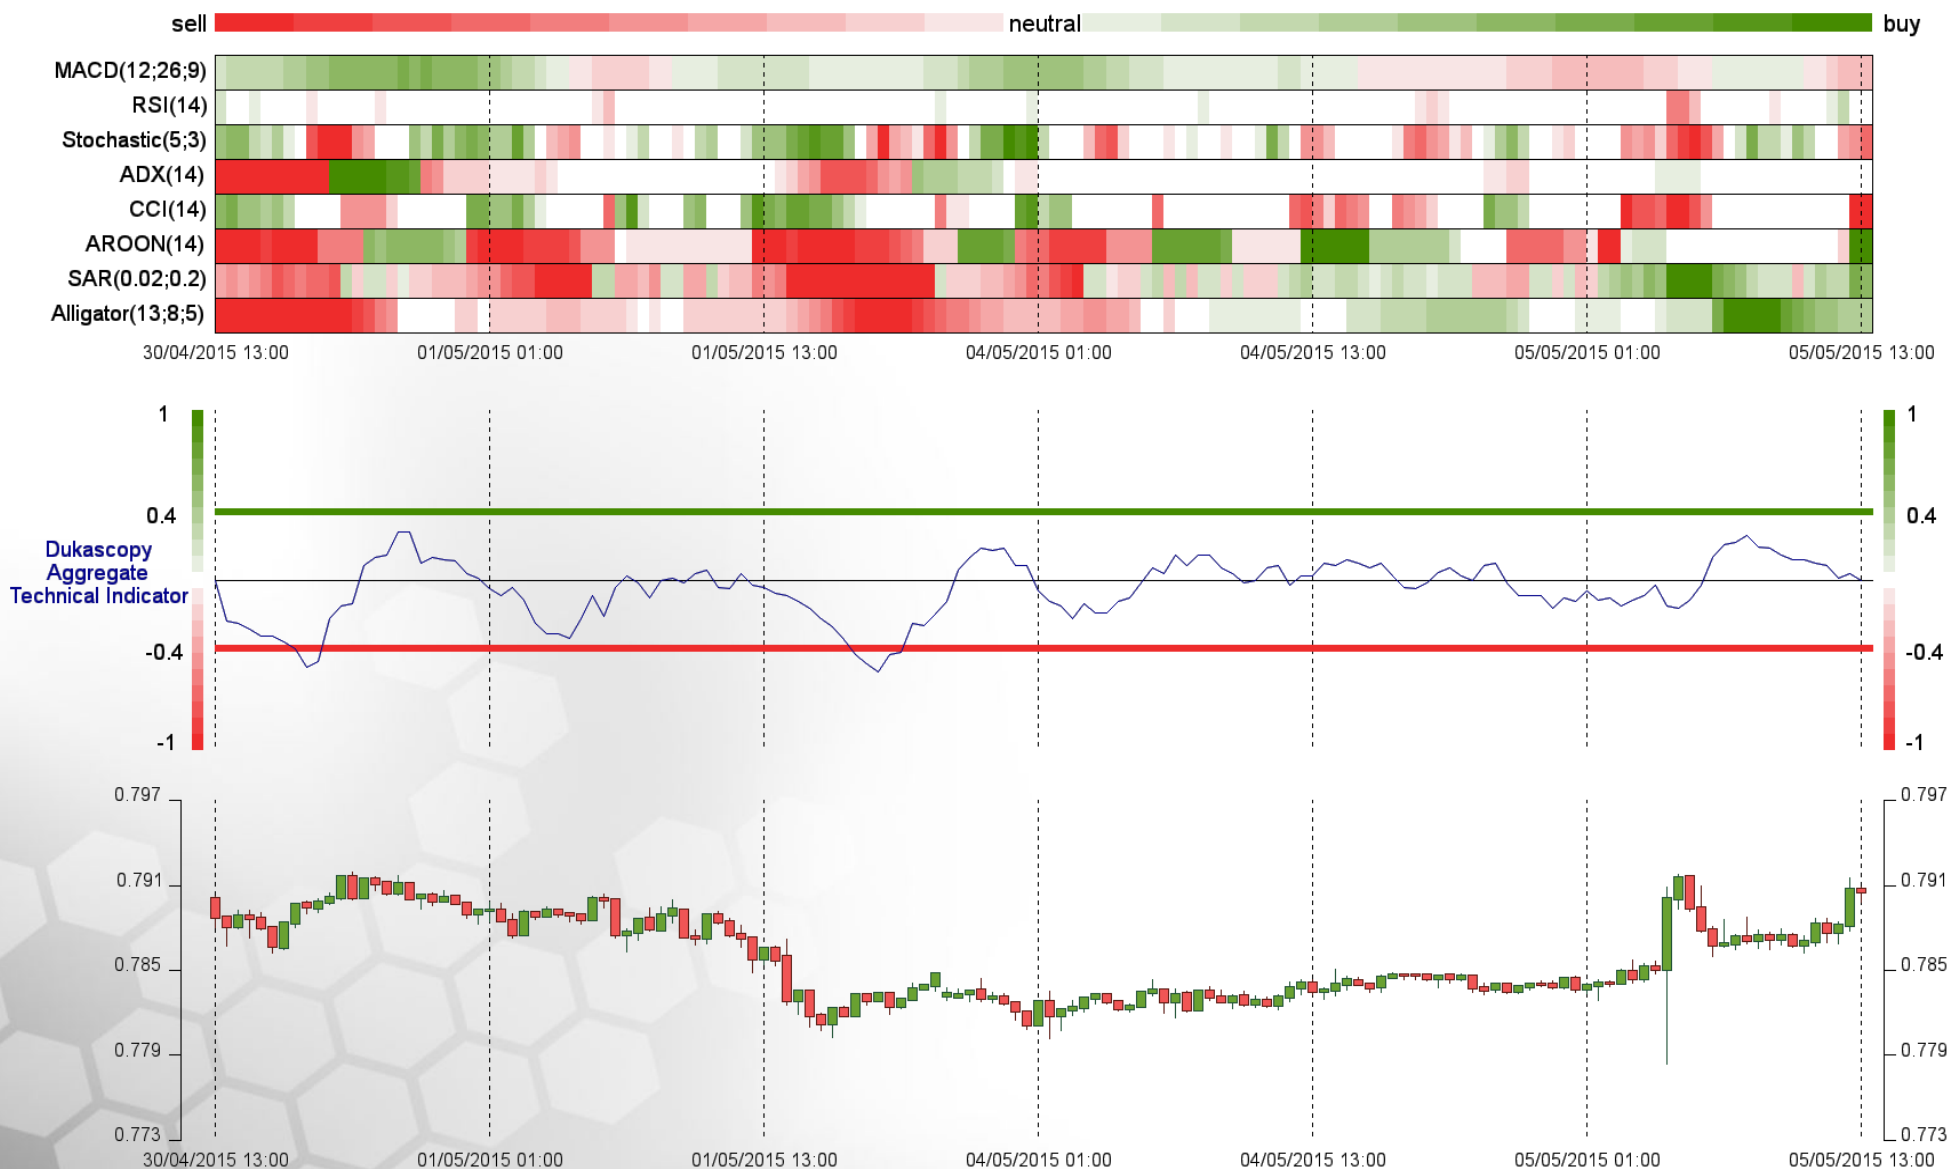 sell neutral buy
MACD(12;26;9)
RSI(14)
Stochastic(5;3)
ADX(14)
CCI(14)
AROON(14)
SAR(0.02;0.2)
Alligator(13;8;5)
30/04/2015 13:00 01/05/2015 01:00 01/05/2015 13:00 04/05/2015 01:00 04/05/2015 13:00 05/05/2015 01:00 05/05/2015 13:00
1 1
0.4 0.4
Dukascopy
Aggregate
Technical Indicator
-0.4 -0.4
-1 -1
0.797 0.797
0.791 0.791
0.785 0.785
0.779 0.779
0.773 0.773
30/04/2015 13:00 01/05/2015 01:00 01/05/2015 13:00 04/05/2015 01:00 04/05/2015 13:00 05/05/2015 01:00 05/05/2015 13:00